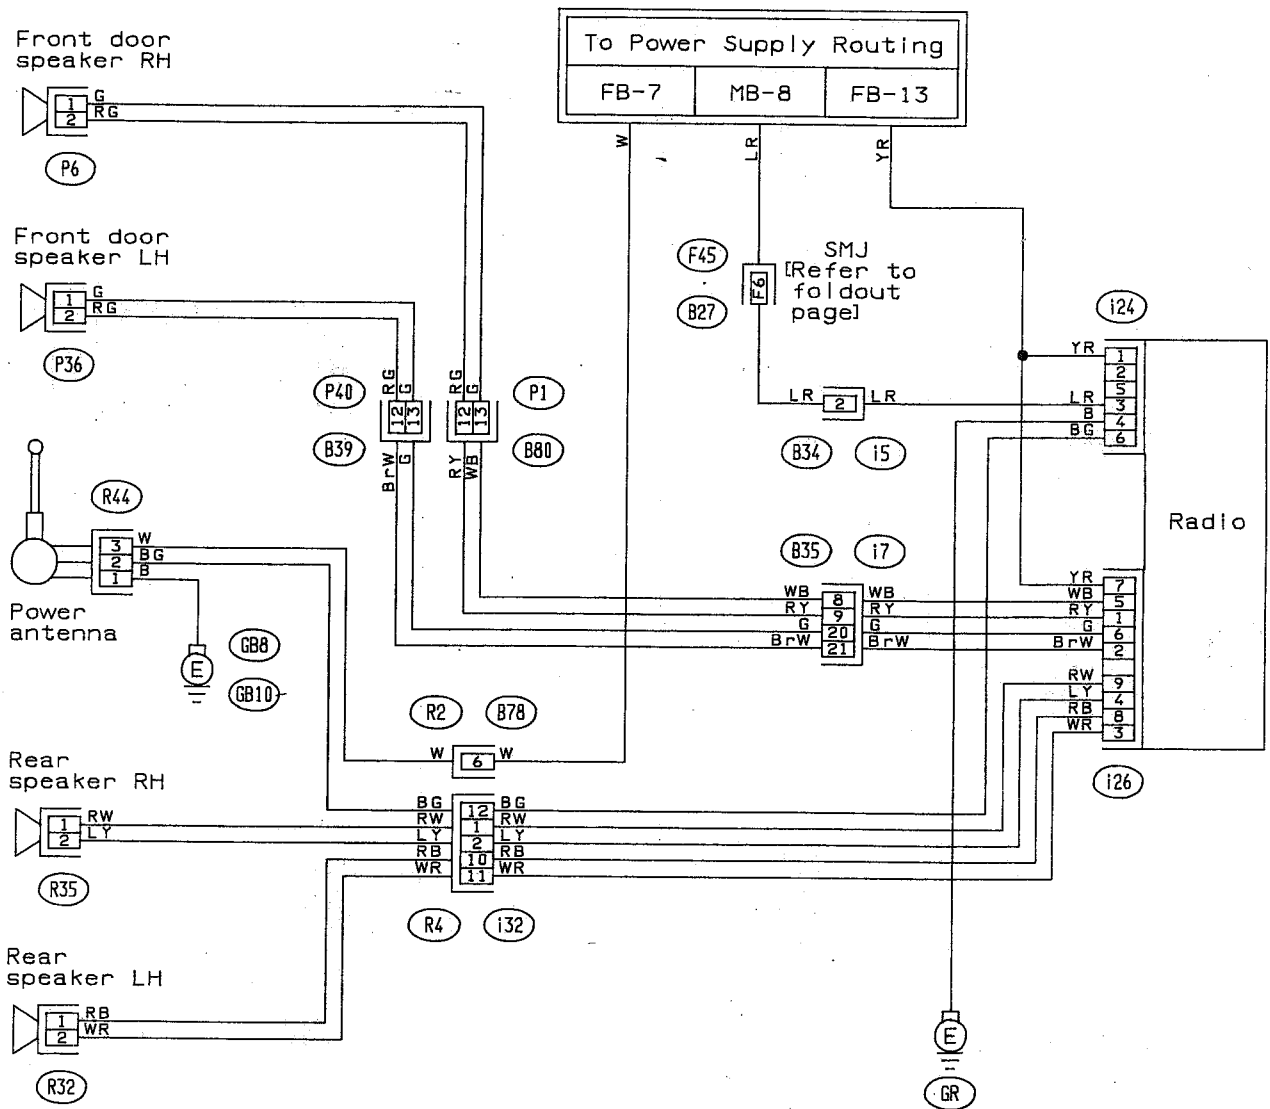 To Power Supply Routing
FB-7 MB-8 FB-13
W LR YR
Front door
speaker RH
1 G
2 RG
P6
Front door
speaker LH
1 G
2 RG
P36
F45
F6
B27
SMJ
[Refer to
foldout
page]
i24
YR 1
2
5
LR 3
B 4
BG 6
LR 2 LR
B34 i5
RG G
12 13
P40
B39
BrW G
RG G
12 13
P1
B80
RY WB
Radio
R44
3 W
2 BG
1 B
Power
antenna
E
GB8
GB10
B35 i7
WB 8 WB
RY 9 RY
G 20 G
BrW 21 BrW
YR 7
WB 5
RY 1
G 6
BrW 2
RW 9
LY 4
RB 8
WR 3
i26
R2 B78
W 6 W
BG 12 BG
RW 1 RW
LY 2 LY
RB 10 RB
WR 11 WR
R4 i32
Rear
speaker RH
1 RW
2 LY
R35
Rear
speaker LH
1 RB
2 WR
R32
E
GR